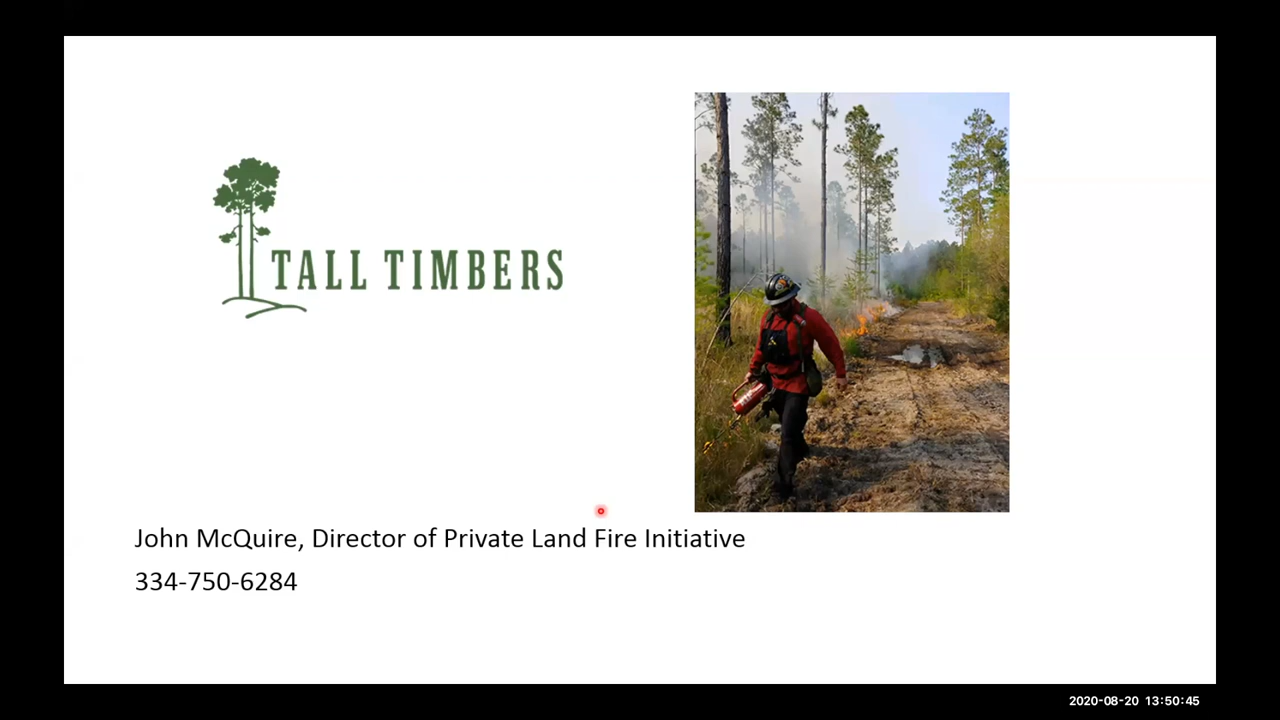 TALL TIMBERS
John McQuire, Director of Private Land Fire Initiative
334-750-6284
2020-08-20 13:50:45